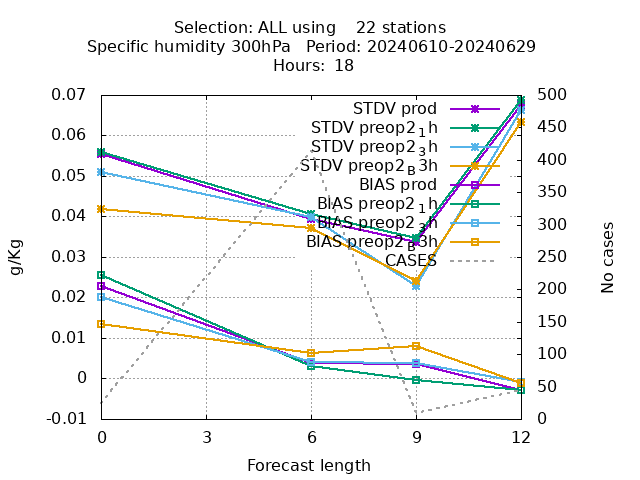 Selection: ALL using    22 stations
Specific humidity 300hPa   Period: 20240610-20240629
Hours: 18
0.07
0.06
0.05
0.04
0.03
0.02
0.01
0
-0.01
500
450
400
350
300
250
200
150
100
50
0
0
3
6
9
12
g/Kg
No cases
Forecast length
STDV prod
STDV preop2_1h
STDV preop2_3h
STDV preop2_B3h
BIAS prod
BIAS preop2_1h
BIAS preop2_3h
BIAS preop2_B3h
CASES